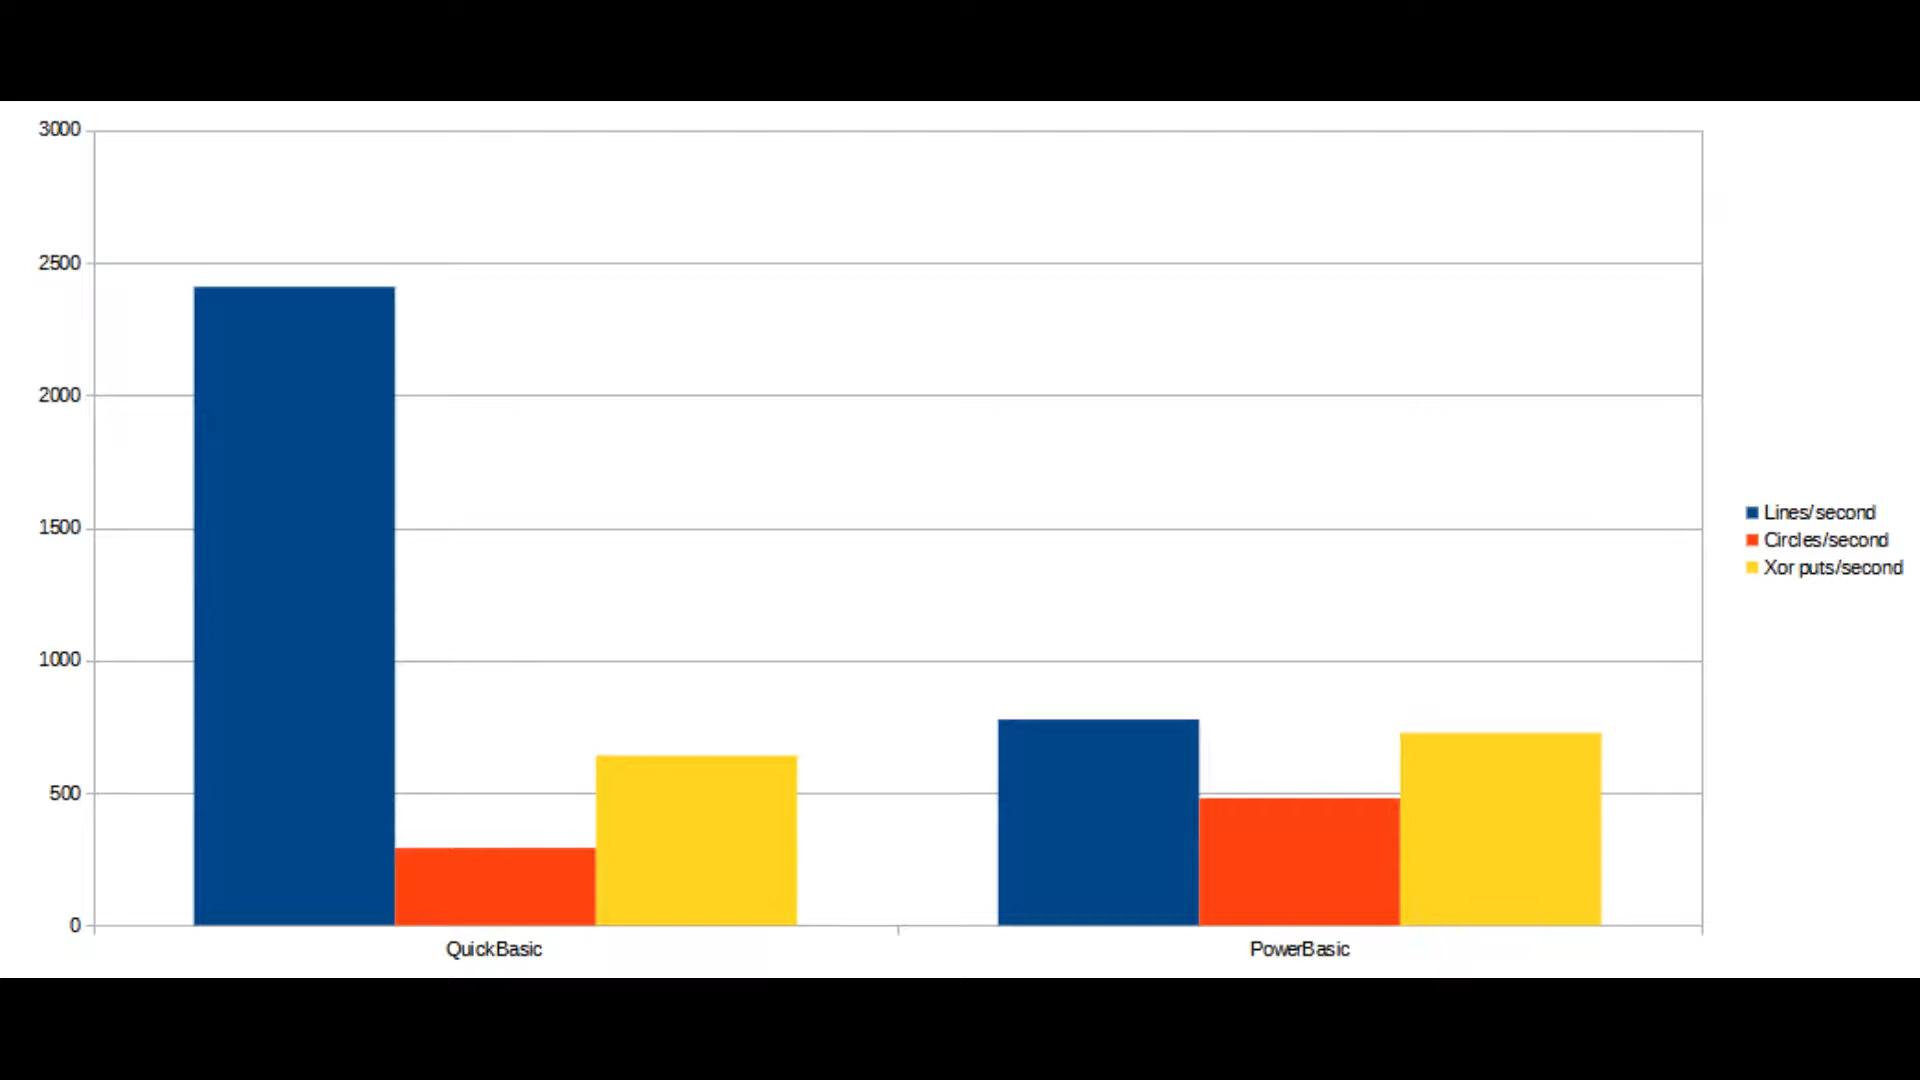 3000
2500
2000
1500
1000
500
0
QuickBasic
PowerBasic
Lines/second
Circles/second
Xor puts/second